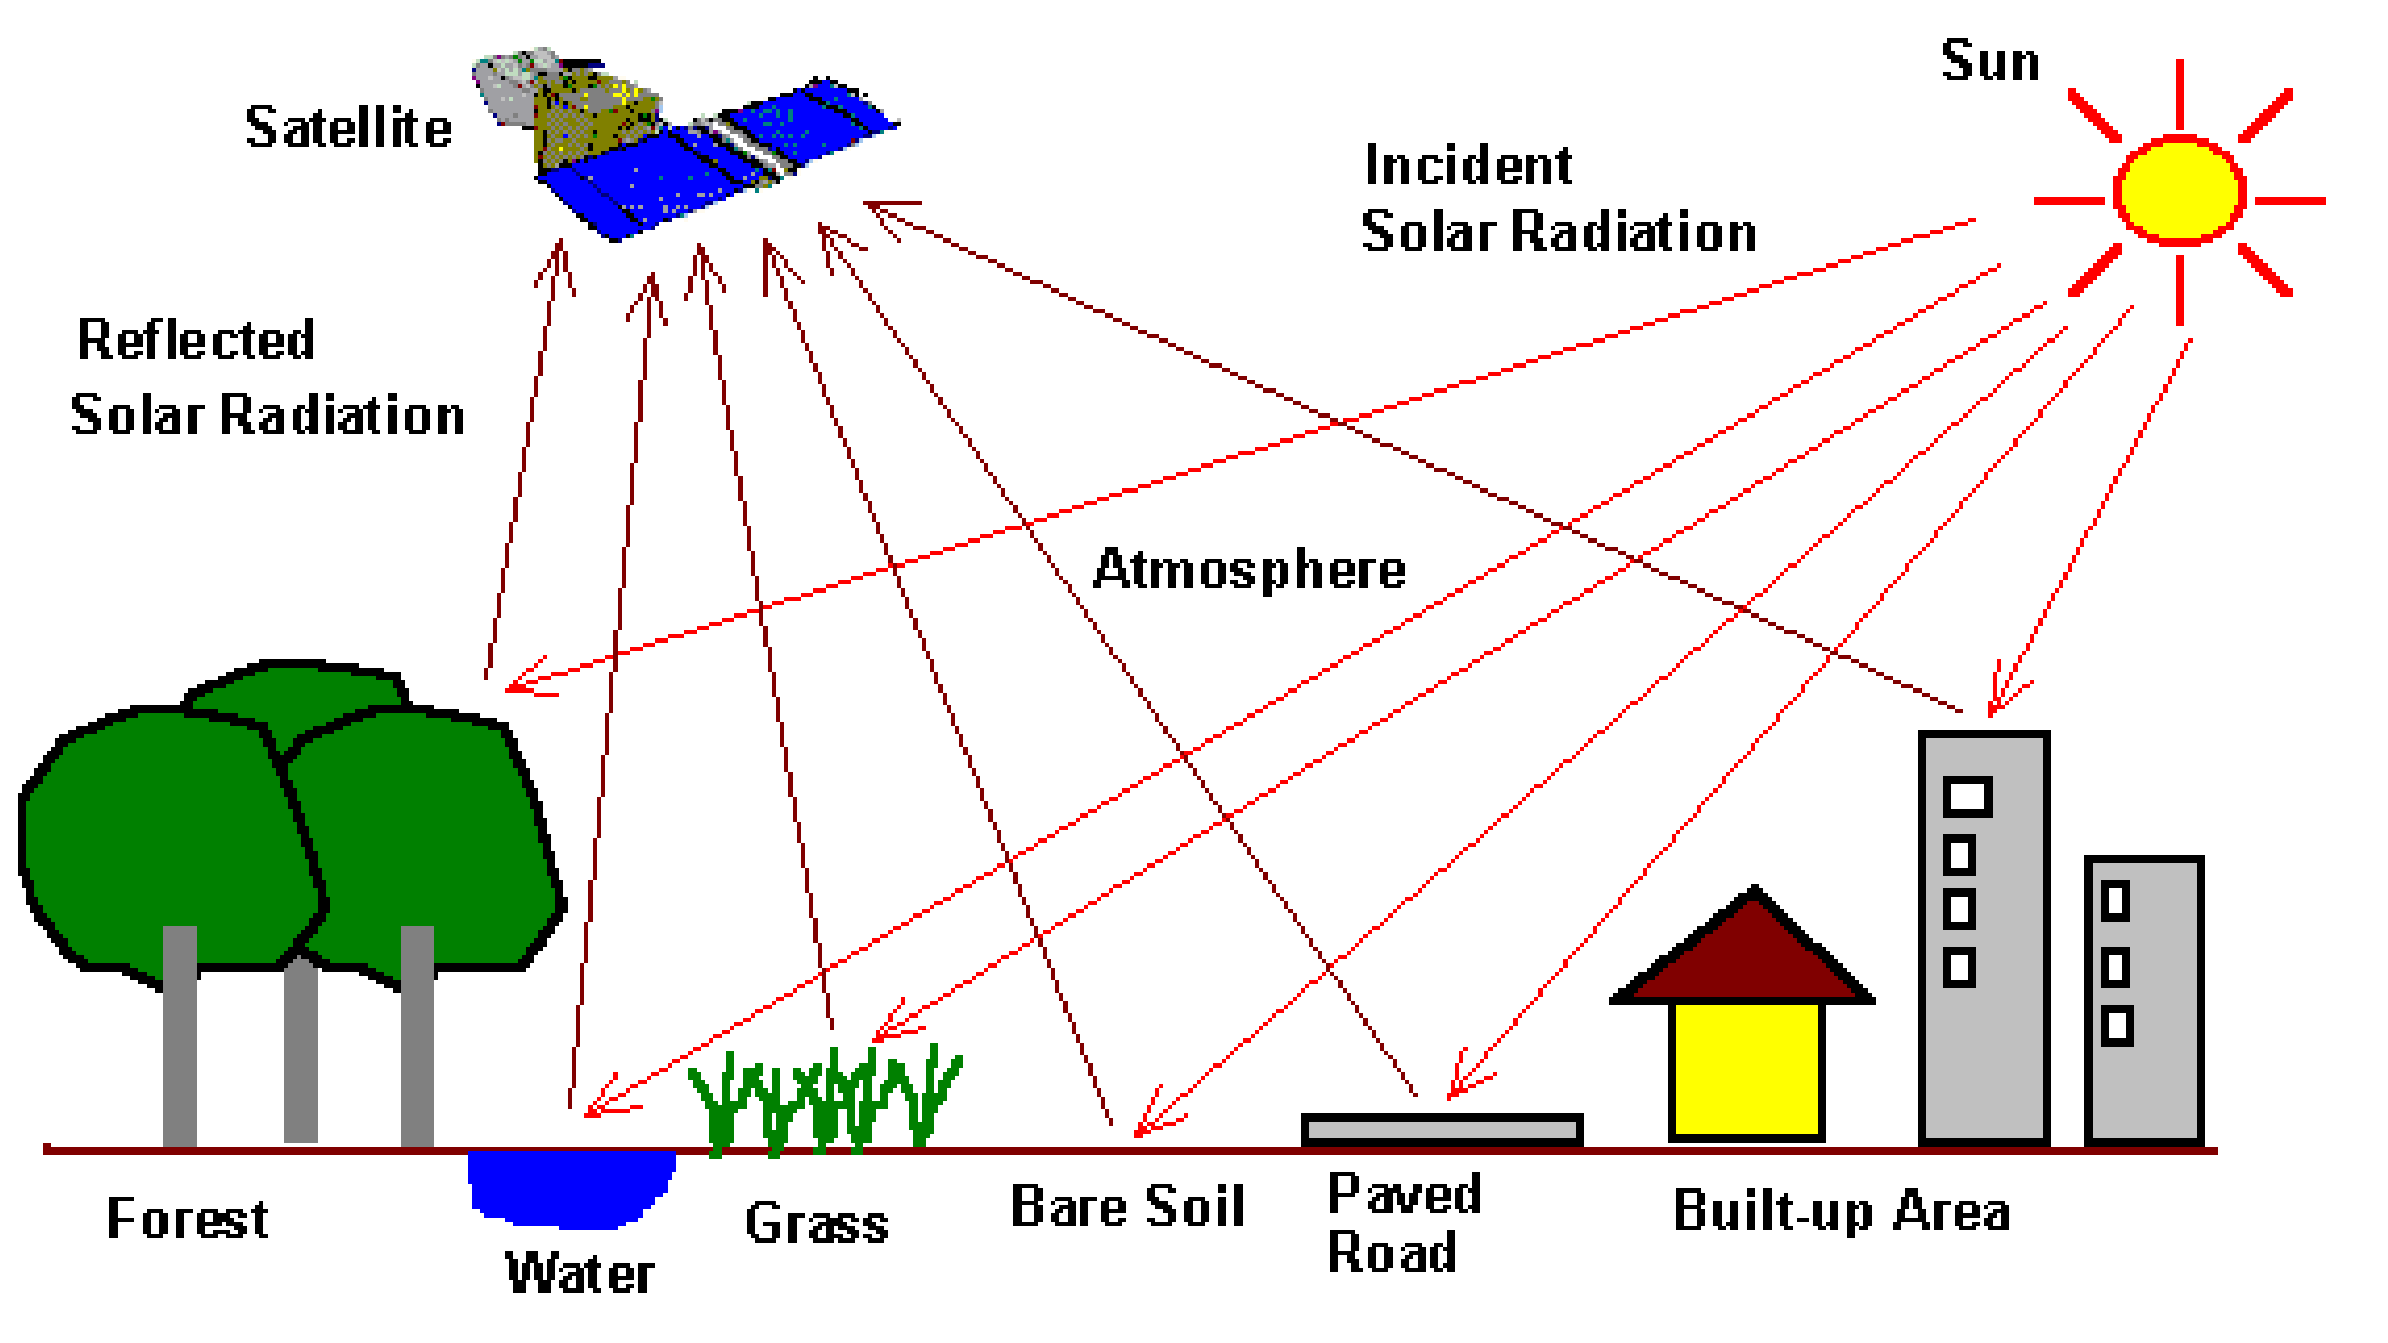 Sun
Satellite
Incident
Solar Radiation
Reflected
Solar Radiation
Atmosphere
Forest
Water
Grass
Bare Soil
Paved
Road
Built-up Area